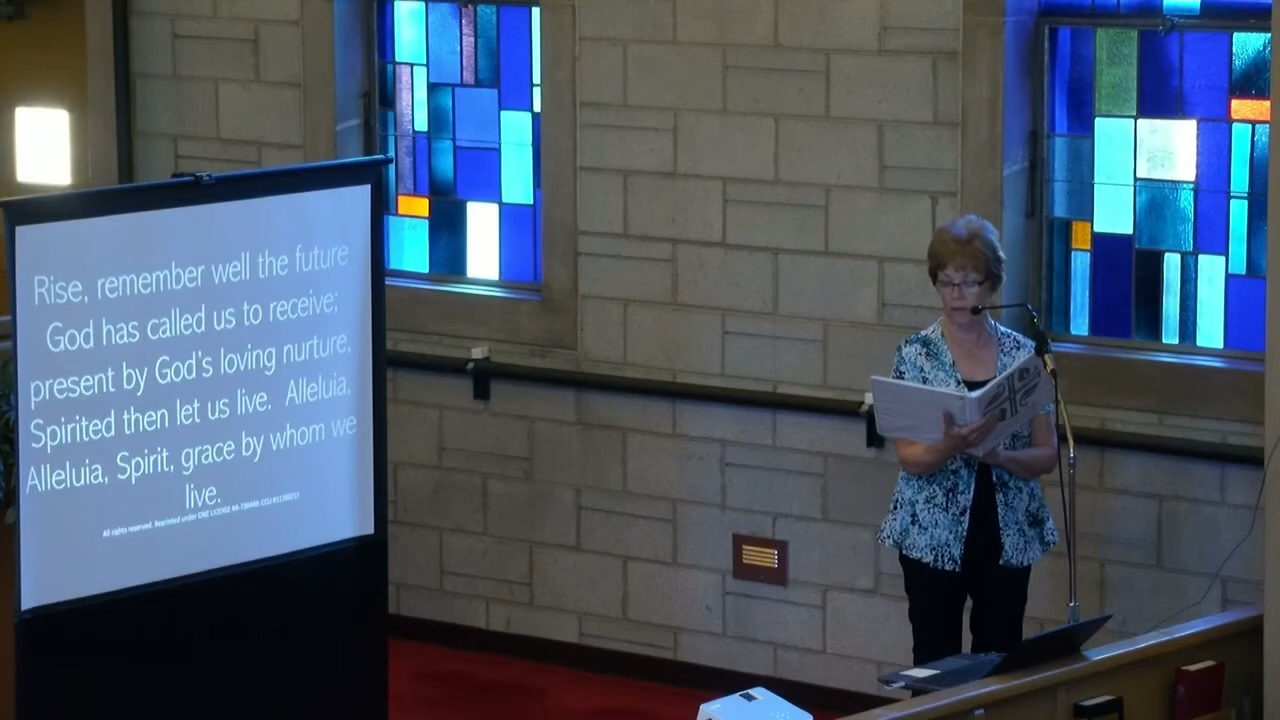 Rise, remember well the future
God has called us to receive;
present by God's loving nurture,
Spirited then let us live.  Alleluia,
Alleluia, Spirit, grace by whom we
live.
All rights reserved. Reprinted under ONE LICENSE